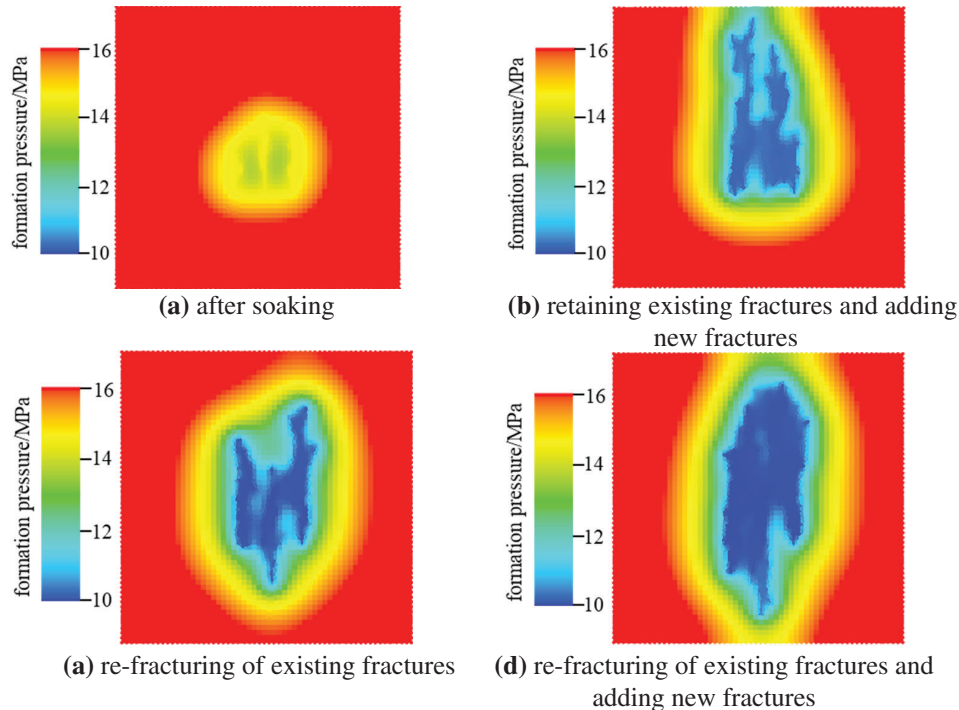 formation pressure/MPa
16
14
12
10
(a) after soaking
formation pressure/MPa
16
14
12
10
(b) retaining existing fractures and adding
new fractures
formation pressure/MPa
16
14
12
10
(a) re-fracturing of existing fractures
formation pressure/MPa
16
14
12
10
(d) re-fracturing of existing fractures and
adding new fractures